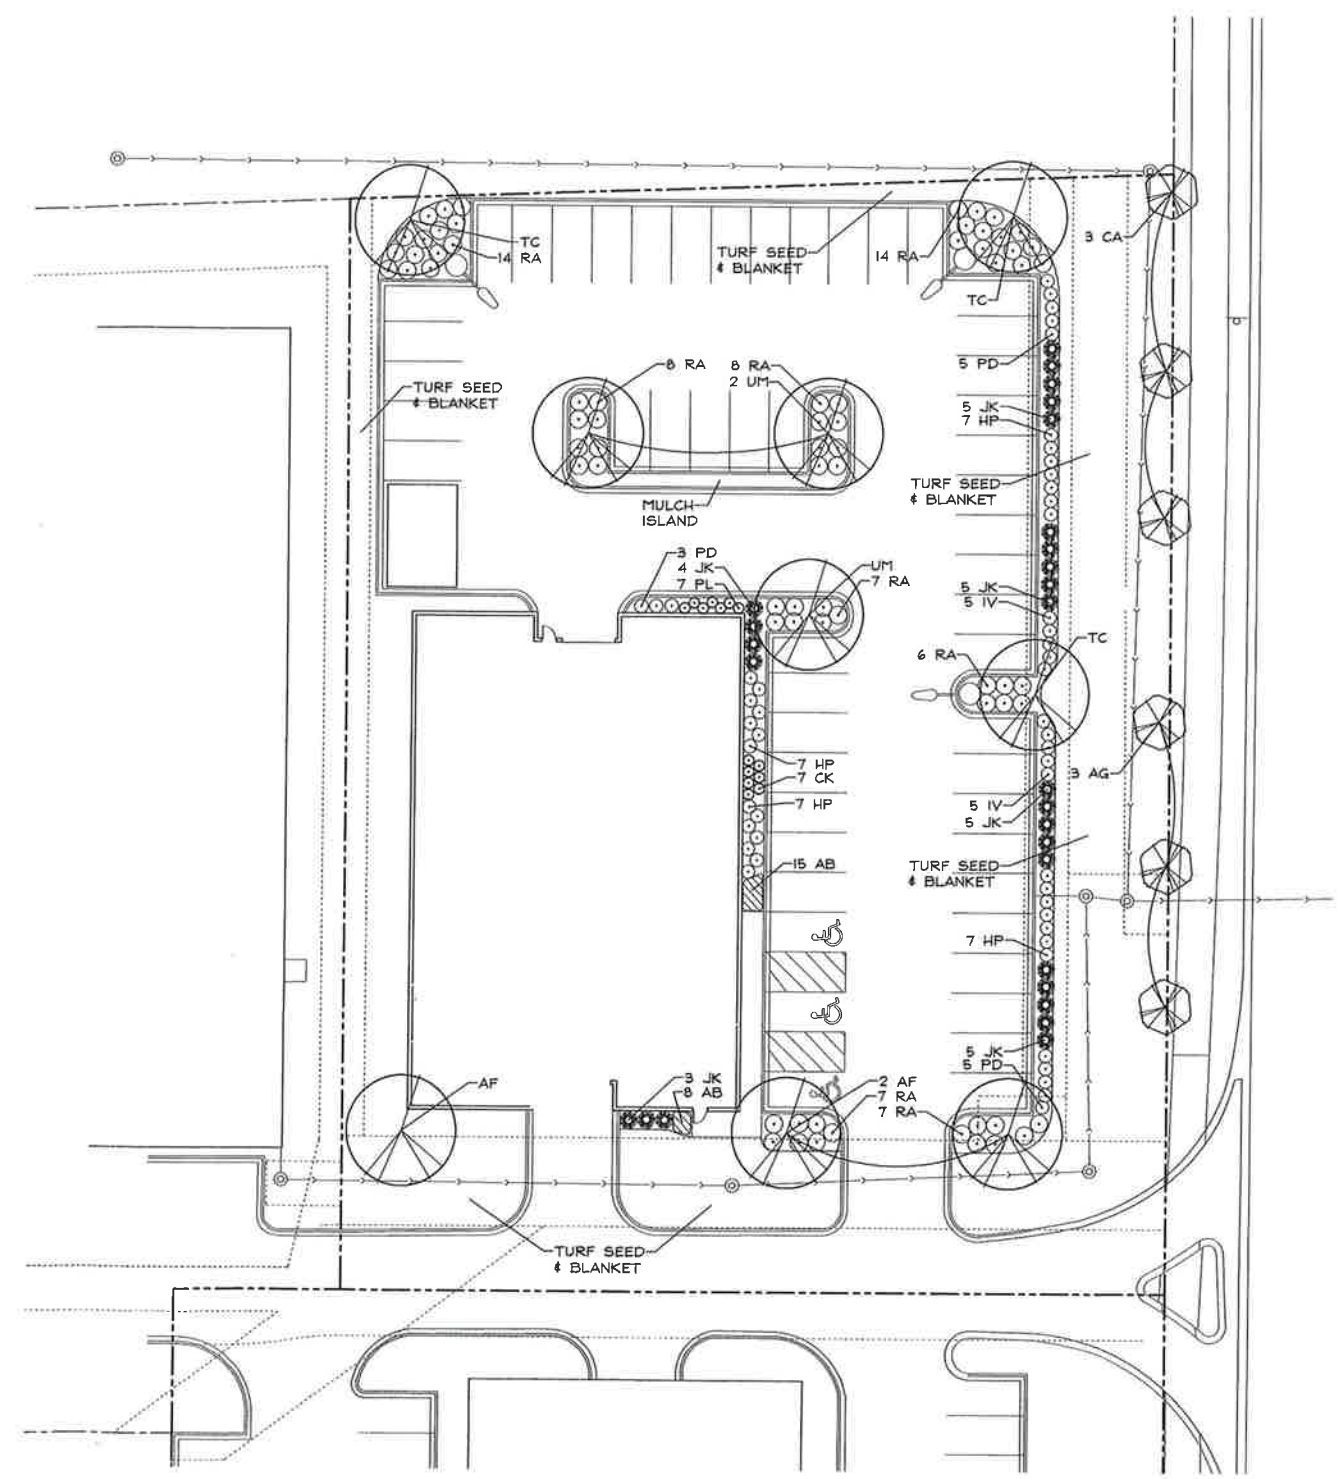 3 CA
TC
14 RA
TURF SEED
& BLANKET
14 RA
TC
8 RA
8 RA
2 UM
5 PD
TURF SEED
& BLANKET
5 JK
7 HP
TURF SEED
& BLANKET
MULCH
ISLAND
3 PD
4 JK
7 PL
UM
7 RA
5 JK
5 IV
TC
6 RA
7 HP
7 CK
7 HP
3 AG
5 IV
5 JK
15 AB
TURF SEED
& BLANKET
7 HP
5 JK
5 PD
AF
3 JK
8 AB
2 AF
7 RA
7 RA
TURF SEED
& BLANKET